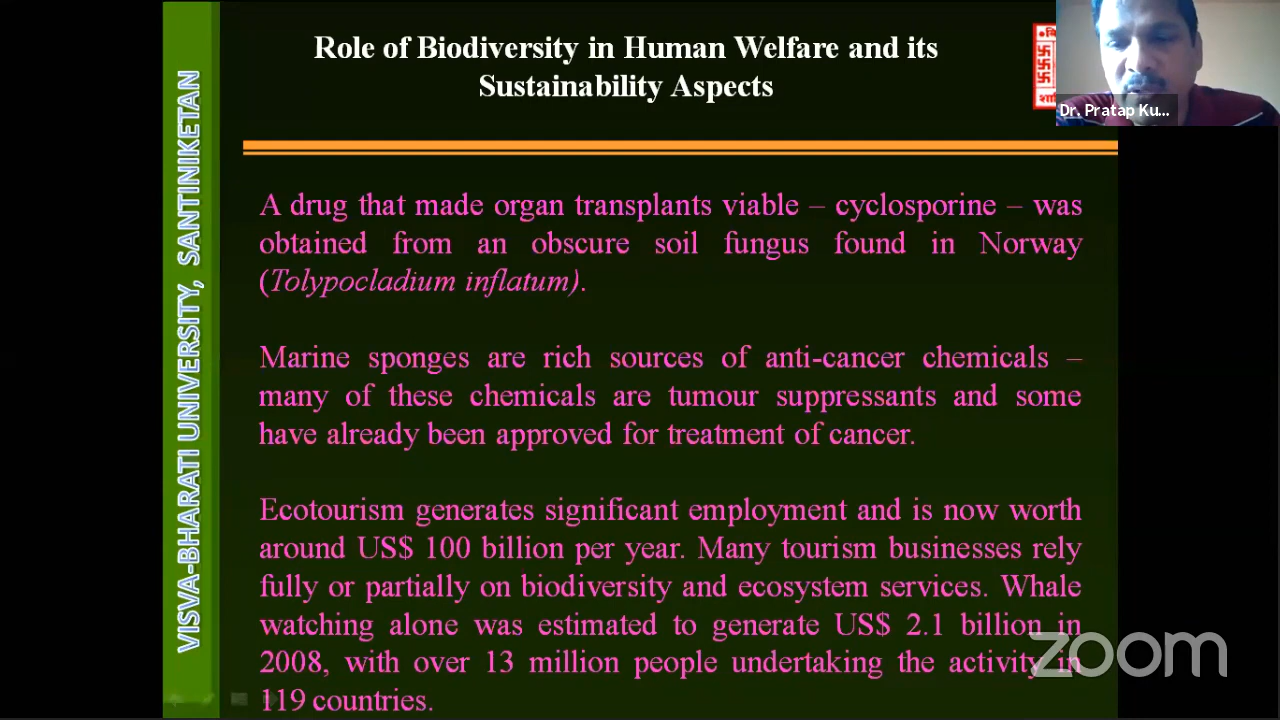 Role of Biodiversity in Human Welfare and its
Sustainability Aspects
Dr. Pratap Ku...
VISVA-BHARATI UNIVERSITY, SANTINIKETAN
A drug that made organ transplants viable – cyclosporine – was
obtained from an obscure soil fungus found in Norway
(Tolypocladium inflatum).
Marine sponges are rich sources of anti-cancer chemicals –
many of these chemicals are tumour suppressants and some
have already been approved for treatment of cancer.
Ecotourism generates significant employment and is now worth
around US$ 100 billion per year. Many tourism businesses rely
fully or partially on biodiversity and ecosystem services. Whale
watching alone was estimated to generate US$ 2.1 billion in
2008, with over 13 million people undertaking the activity in
119 countries.
zoom